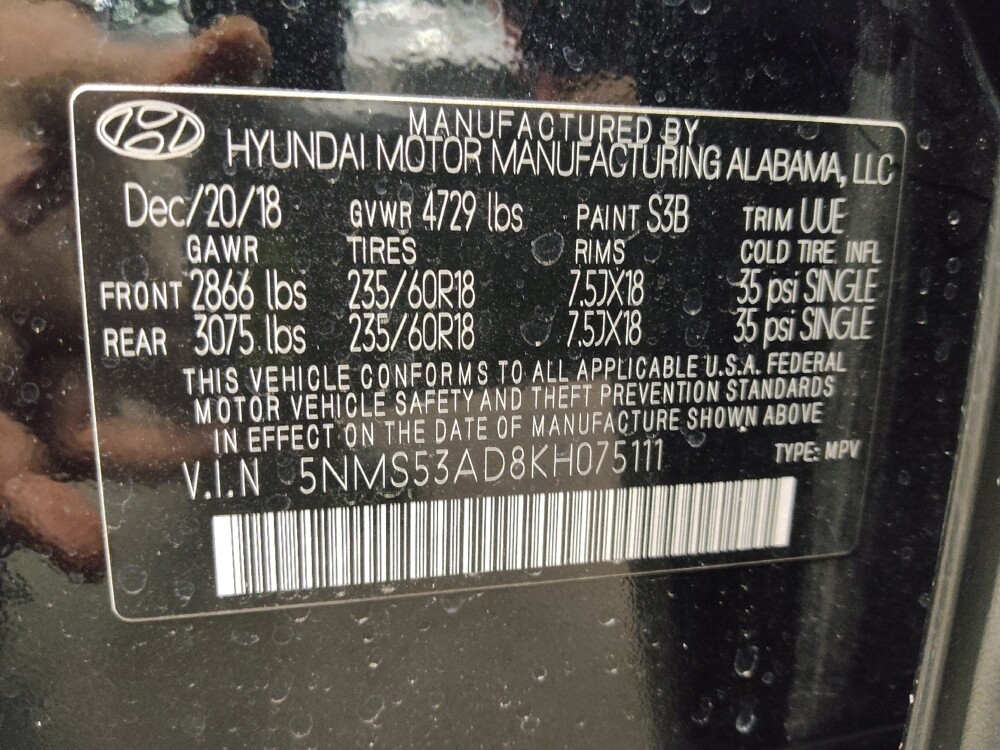 MANUFACTURED BY
HYUNDAI MOTOR MANUFACTURING ALABAMA, LLC
Dec/20/18 GVWR 4729 lbs PAINT S3B TRIM UUE
GAWR TIRES RIMS COLD TIRE INFL
FRONT 2866 lbs 235/60R18 7.5JX18 35 psi SINGLE
REAR 3075 lbs 235/60R18 7.5JX18 35 psi SINGLE
THIS VEHICLE CONFORMS TO ALL APPLICABLE U.S.A. FEDERAL
MOTOR VEHICLE SAFETY AND THEFT PREVENTION STANDARDS
IN EFFECT ON THE DATE OF MANUFACTURE SHOWN ABOVE
V.I.N 5NMS53AD8KH075111 TYPE: MPV